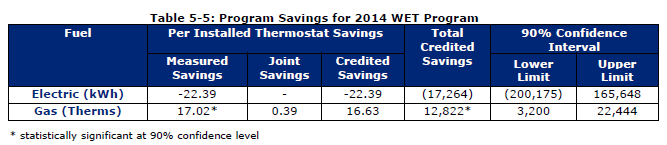 Table 5-5: Program Savings for 2014 WET Program
Fuel Per Installed Thermostat Savings Total Credited Savings 90% Confidence Interval
Measured Savings Joint Savings Credited Savings Lower Limit Upper Limit
Electric (kWh) -22.39 - -22.39 (17,264) (200,175) 165,648
Gas (Therms) 17.02* 0.39 16.63 12,822* 3,200 22,444
* statistically significant at 90% confidence level